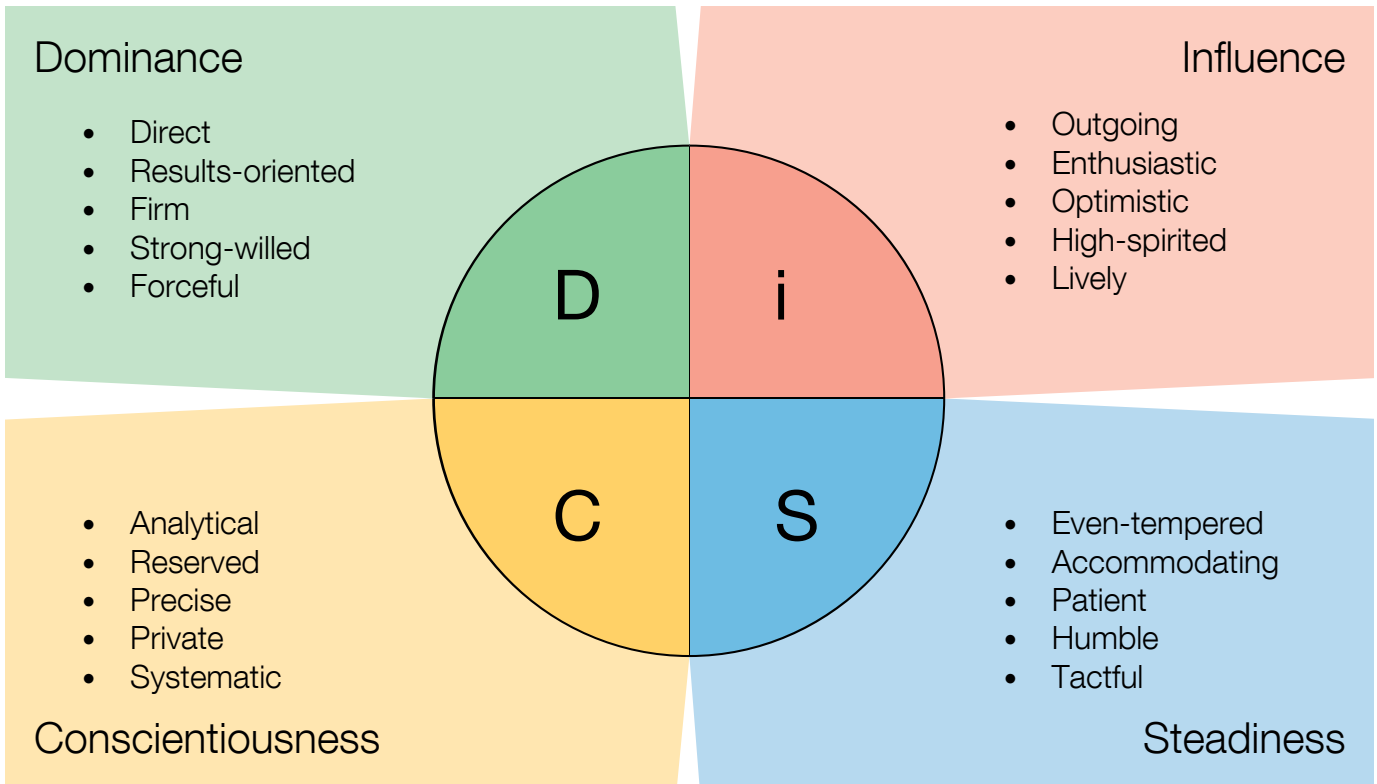 Dominance
• Direct
• Results-oriented
• Firm
• Strong-willed
• Forceful
Influence
• Outgoing
• Enthusiastic
• Optimistic
• High-spirited
• Lively
D
i
C
S
• Analytical
• Reserved
• Precise
• Private
• Systematic
Conscientiousness
• Even-tempered
• Accommodating
• Patient
• Humble
• Tactful
Steadiness